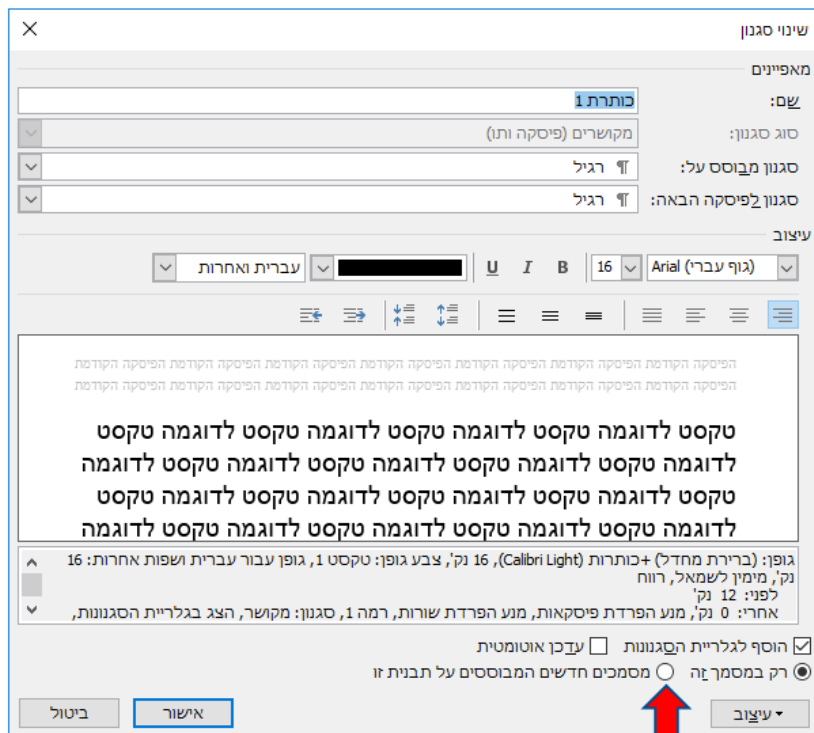 שינוי סגנון
מאפיינים
שם: כותרת 1
סוג סגנון: מקושרים (פיסקה ותו)
סגנון מבוסס על: ¶ רגיל
סגנון לפיסקה הבאה: ¶ רגיל
עיצוב
Arial (גוף עברי) 16 B I U עברית ואחרות
הפיסקה הקודמת הפיסקה הקודמת הפיסקה הקודמת הפיסקה הקודמת הפיסקה הקודמת הפיסקה הקודמת הפיסקה הקודמת
הפיסקה הקודמת הפיסקה הקודמת הפיסקה הקודמת הפיסקה הקודמת הפיסקה הקודמת הפיסקה הקודמת הפיסקה הקודמת
טקסט לדוגמה טקסט לדוגמה טקסט לדוגמה טקסט לדוגמה טקסט
לדוגמה טקסט לדוגמה טקסט לדוגמה טקסט לדוגמה טקסט לדוגמה
טקסט לדוגמה טקסט לדוגמה טקסט לדוגמה טקסט לדוגמה טקסט
לדוגמה טקסט לדוגמה טקסט לדוגמה טקסט לדוגמה טקסט לדוגמה
גופן: (ברירת מחדל) +כותרות (Calibri Light), 16 נק', צבע גופן: טקסט 1, גופן עבור עברית ושפות אחרות: 16
נק', מימין לשמאל, רווח
לפני: 12 נק'
אחרי: 0 נק', מנע הפרדת פיסקאות, מנע הפרדת שורות, רמה 1, סגנון: מקושר, הצג בגלריית הסגנונות,
הוסף לגלריית הסגנונות עדכן אוטומטית
רק במסמך זה מסמכים חדשים המבוססים על תבנית זו
עיצוב אישור ביטול